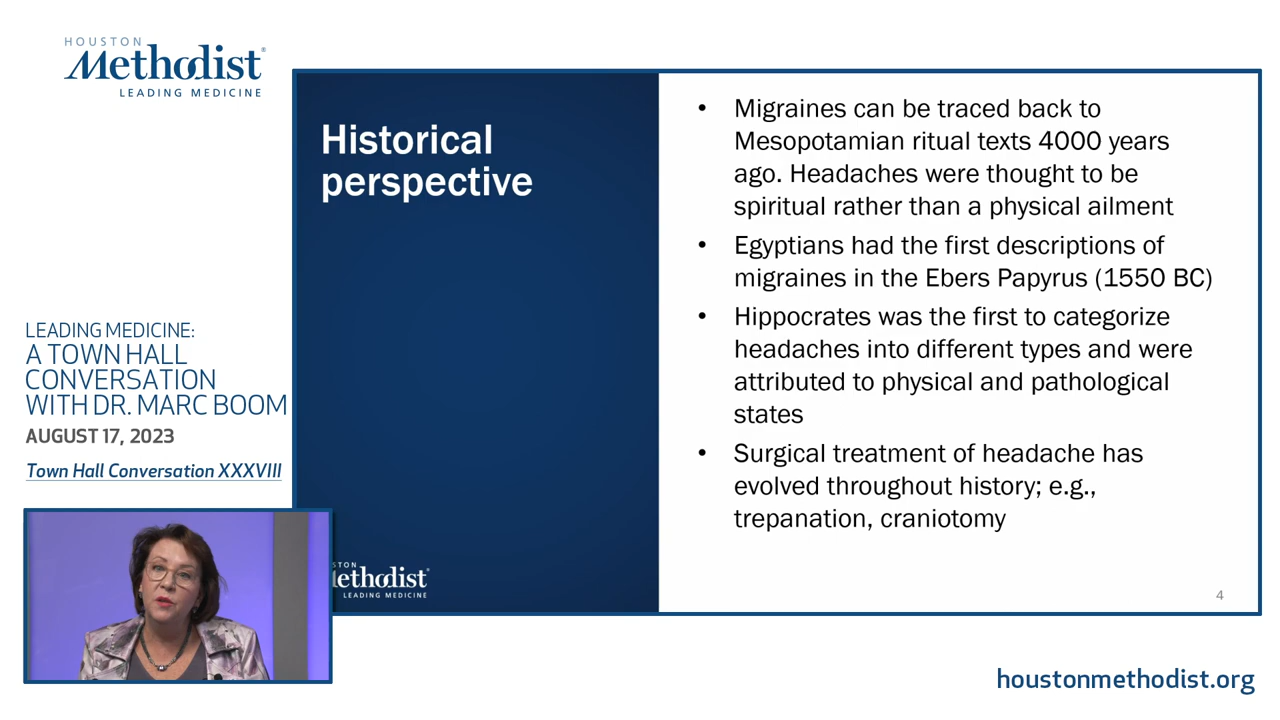 HOUSTON
Methodist®
LEADING MEDICINE
LEADING MEDICINE:
A TOWN HALL
CONVERSATION
WITH DR. MARC BOOM
AUGUST 17, 2023
Town Hall Conversation XXXVIII
Historical
perspective
• Migraines can be traced back to
Mesopotamian ritual texts 4000 years
ago. Headaches were thought to be
spiritual rather than a physical ailment
• Egyptians had the first descriptions of
migraines in the Ebers Papyrus (1550 BC)
• Hippocrates was the first to categorize
headaches into different types and were
attributed to physical and pathological
states
• Surgical treatment of headache has
evolved throughout history; e.g.,
trepanation, craniotomy
STON
ethodist
LEADING MEDICINE
4
houstonmethodist.org